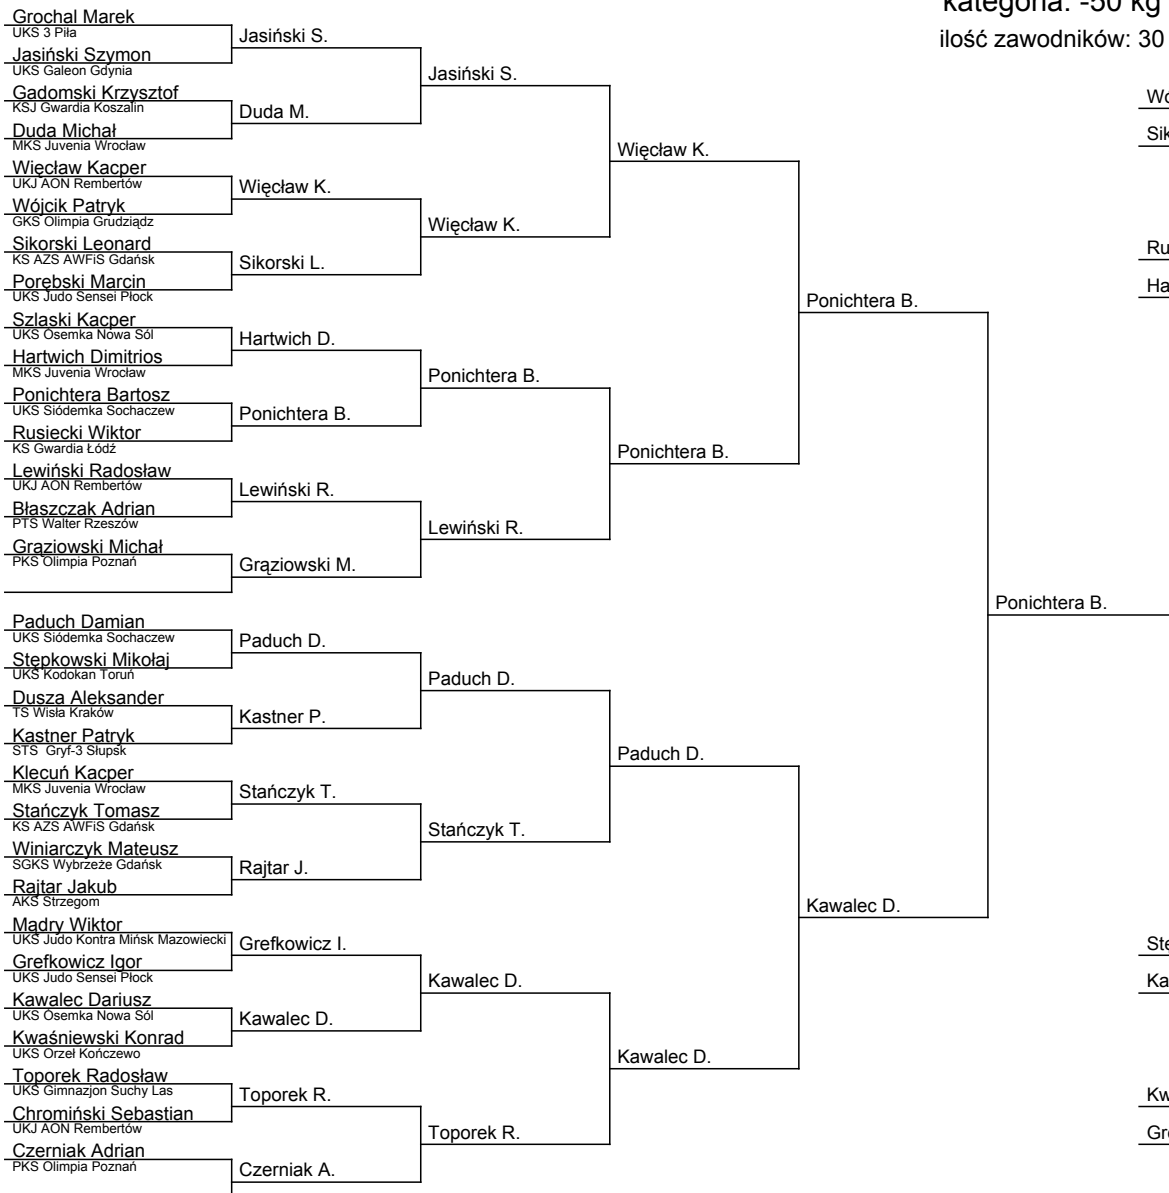 kategoria: -50 kg
ilość zawodników: 30
Grochal Marek
UKS 3 Piła
Jasiński Szymon
UKS Galeon Gdynia
Gadomski Krzysztof
KSJ Gwardia Koszalin
Duda Michał
MKS Juvenia Wrocław
Więcław Kacper
UKJ AON Rembertów
Wójcik Patryk
GKS Olimpia Grudziądz
Sikorski Leonard
KS AZS AWFiS Gdańsk
Porębski Marcin
UKS Judo Sensei Płock
Szlaski Kacper
UKS Ósemka Nowa Sól
Hartwich Dimitrios
MKS Juvenia Wrocław
Ponichtera Bartosz
UKS Siódemka Sochaczew
Rusiecki Wiktor
KS Gwardia Łódź
Lewiński Radosław
UKJ AON Rembertów
Błaszczak Adrian
PTS Walter Rzeszów
Grąziowski Michał
PKS Olimpia Poznań
Paduch Damian
UKS Siódemka Sochaczew
Stępkowski Mikołaj
UKS Kodokan Toruń
Dusza Aleksander
TS Wisła Kraków
Kastner Patryk
STS Gryf-3 Słupsk
Klecuń Kacper
MKS Juvenia Wrocław
Stańczyk Tomasz
KS AZS AWFiS Gdańsk
Winiarczyk Mateusz
SGKS Wybrzeże Gdańsk
Rajtar Jakub
AKS Strzegom
Mądry Wiktor
UKS Judo Kontra Mińsk Mazowiecki
Grefkowicz Igor
UKS Judo Sensei Płock
Kawalec Dariusz
UKS Ósemka Nowa Sól
Kwaśniewski Konrad
UKS Orzeł Kończewo
Toporek Radosław
UKS Gimnazjon Suchy Las
Chromiński Sebastian
UKJ AON Rembertów
Czerniak Adrian
PKS Olimpia Poznań
Jasiński S.
Duda M.
Więcław K.
Sikorski L.
Hartwich D.
Ponichtera B.
Lewiński R.
Grąziowski M.
Paduch D.
Kastner P.
Stańczyk T.
Rajtar J.
Grefkowicz I.
Kawalec D.
Toporek R.
Czerniak A.
Jasiński S.
Więcław K.
Ponichtera B.
Lewiński R.
Paduch D.
Stańczyk T.
Kawalec D.
Toporek R.
Więcław K.
Ponichtera B.
Paduch D.
Kawalec D.
Ponichtera B.
Kawalec D.
Ponichtera B.
Sik
Ru
Ha
Ka
Kw